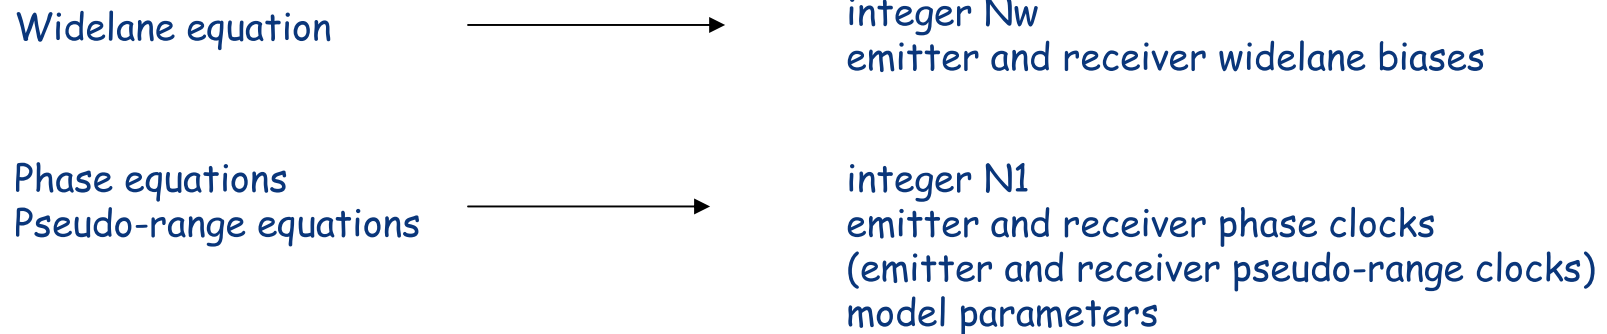 Widelane equation
integer Nw
emitter and receiver widelane biases
Phase equations
Pseudo-range equations
integer N1
emitter and receiver phase clocks
(emitter and receiver pseudo-range clocks)
model parameters